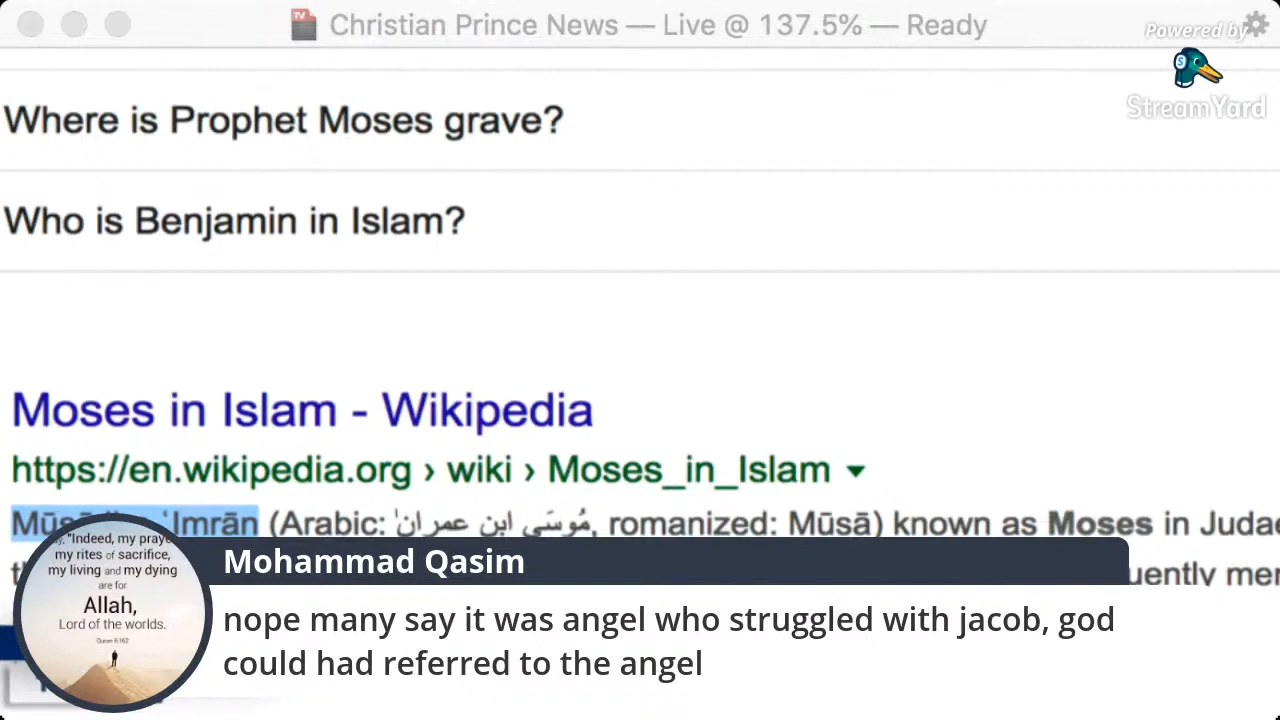 Christian Prince News — Live @ 137.5% — Ready
Powered by
StreamYard
Where is Prophet Moses grave?
Who is Benjamin in Islam?
Moses in Islam - Wikipedia
https://en.wikipedia.org › wiki › Moses_in_Islam
ʿImrān (Arabic: مُوسَى ابن عمران, romanized: Mūsā) known as Moses in
Mohammad Qasim
nope many say it was angel who struggled with jacob, god
could had referred to the angel
"Indeed, my
my rites of sacrifice,
my living and my dying
are for
Allah,
Lord of the worlds.